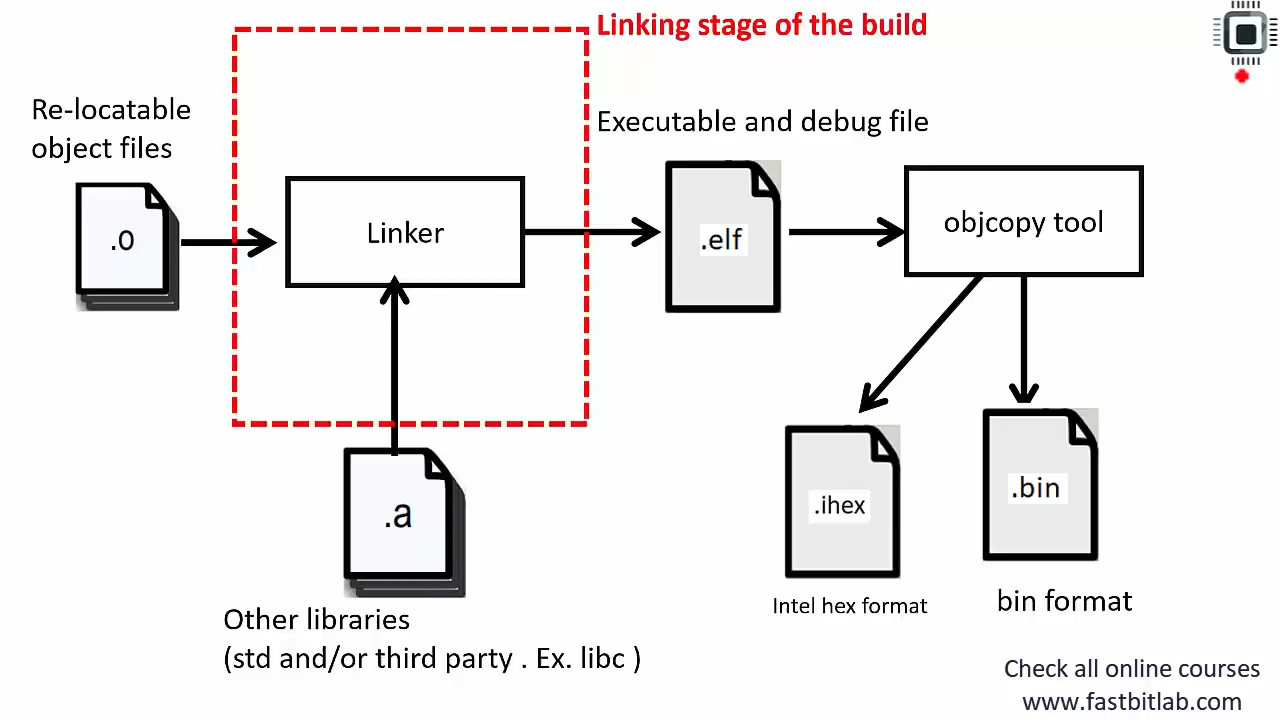 Linking stage of the build
Re-locatable
object files
Executable and debug file
.o
Linker
.elf
objcopy tool
.a
.ihex
.bin
Intel hex format
bin format
Other libraries
(std and/or third party . Ex. libc )
Check all online courses
www.fastbitlab.com